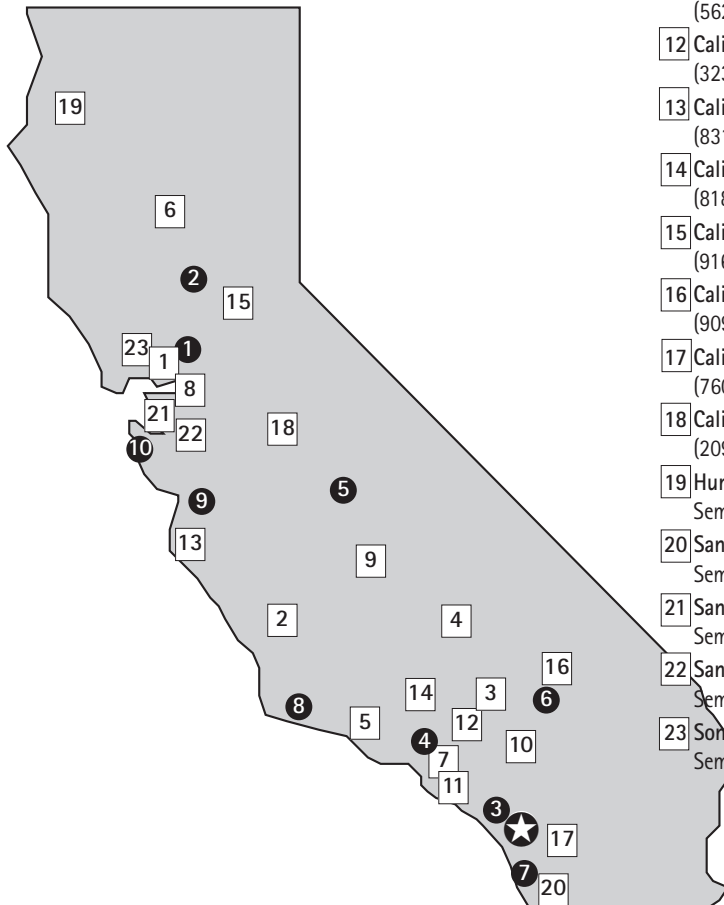 19
6
2
15
23
1
1
8
21
22
18
10
5
9
13
9
2
4
16
14
3
6
8
5
12
4
10
7
11
3
17
7
20
(562
12 Cali
(323
13 Cali
(831
14 Cali
(818
15 Cali
(916
16 Cali
(909
17 Cali
(760
18 Cali
(209
19 Hum
Sem
20 San
Sem
21 San
Sem
22 San
Sem
23 Son
Sem